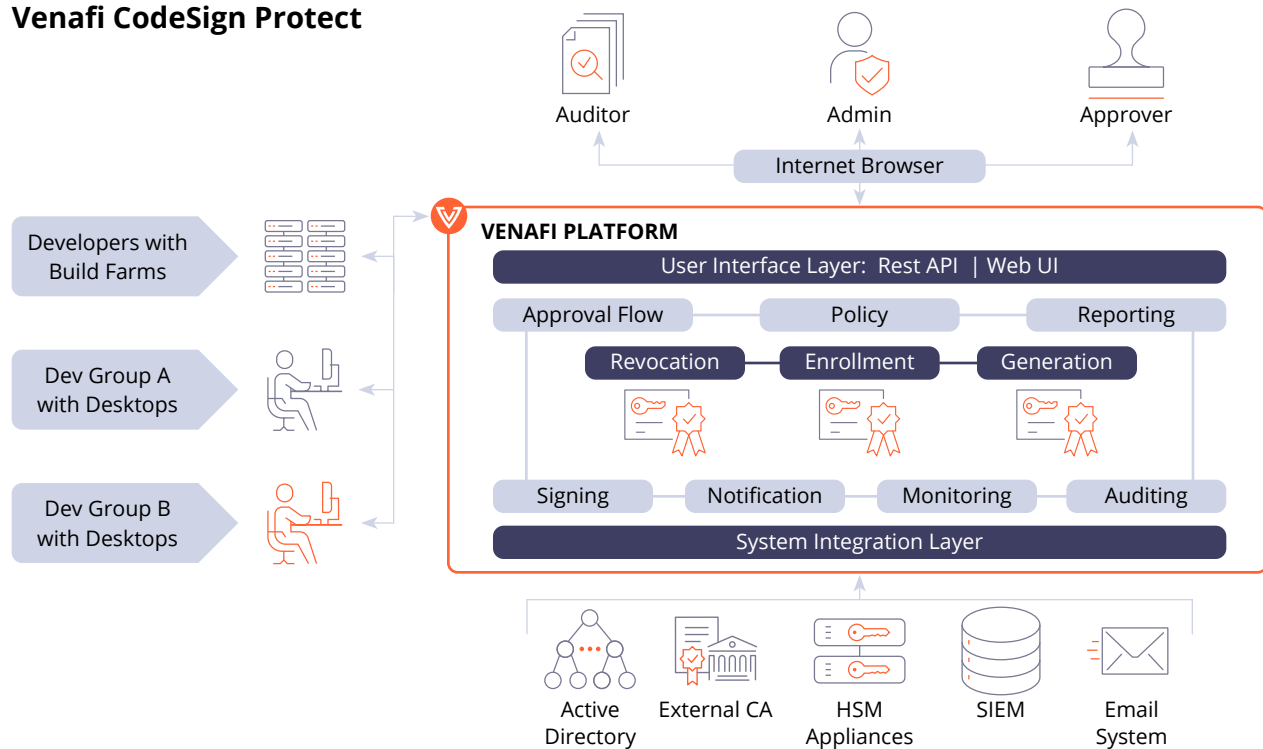 Venafi CodeSign Protect
Auditor
Admin
Approver
Internet Browser
Developers with
Build Farms
Dev Group A
with Desktops
Dev Group B
with Desktops
VENAFI PLATFORM
User Interface Layer:  Rest API  | Web UI
Approval Flow
Policy
Reporting
Revocation
Enrollment
Generation
Signing
Notification
Monitoring
Auditing
System Integration Layer
Active
Directory
External CA
HSM
Appliances
SIEM
Email
System